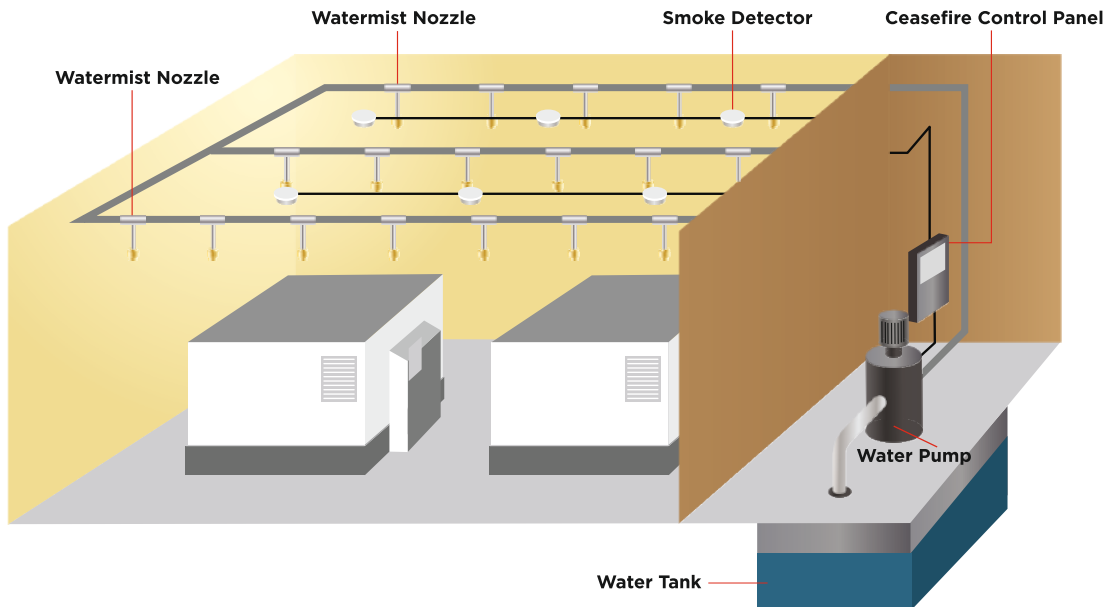 Watermist Nozzle
Smoke Detector
Ceasefire Control Panel
Watermist Nozzle
Water Pump
Water Tank